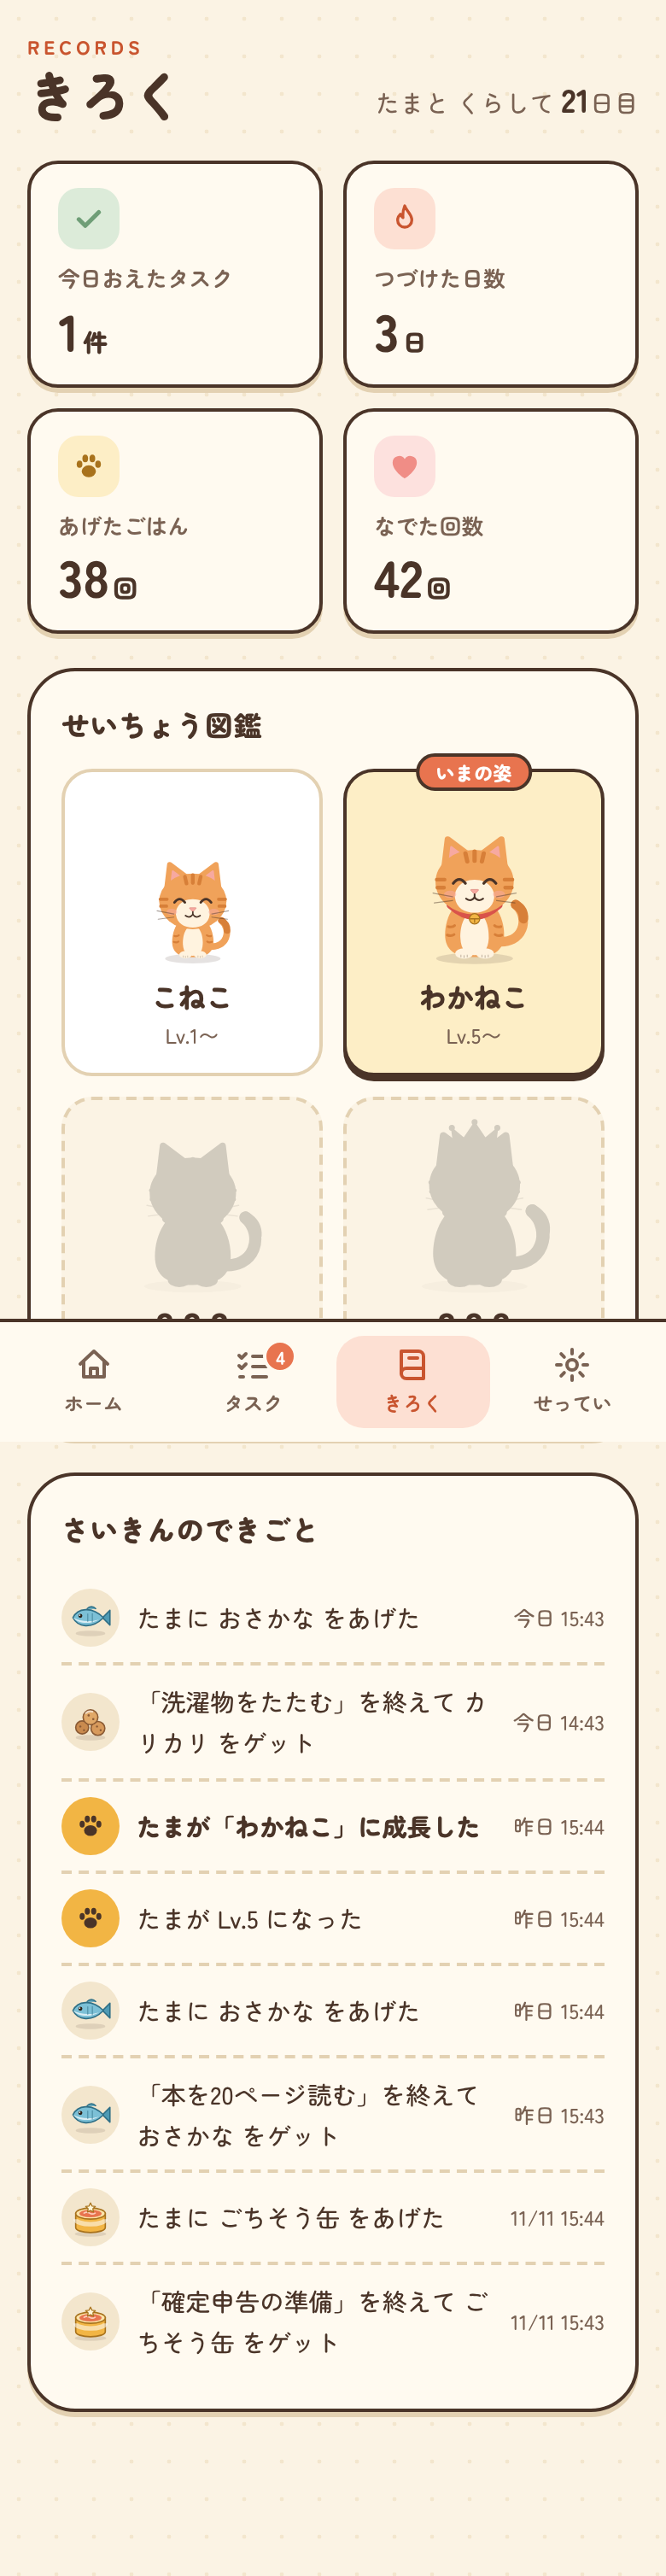 RECORDS
きろく
たまと くらして 21日目
今日おえたタスク
1件
つづけた日数
3日
あげたごはん
38回
なでた回数
42回
せいちょう図鑑
いまの姿
こねこ
Lv.1〜
わかねこ
Lv.5〜
ホーム
4
タスク
きろく
せってい
さいきんのできごと
たまに おさかな をあげた
今日 15:43
「洗濯物をたたむ」を終えて カ
リカリ をゲット
今日 14:43
たまが「わかねこ」に成長した
昨日 15:44
たまが Lv.5 になった
昨日 15:44
たまに おさかな をあげた
昨日 15:44
「本を20ページ読む」を終えて
おさかな をゲット
昨日 15:43
たまに ごちそう缶 をあげた
11/11 15:44
「確定申告の準備」を終えて ご
ちそう缶 をゲット
11/11 15:43